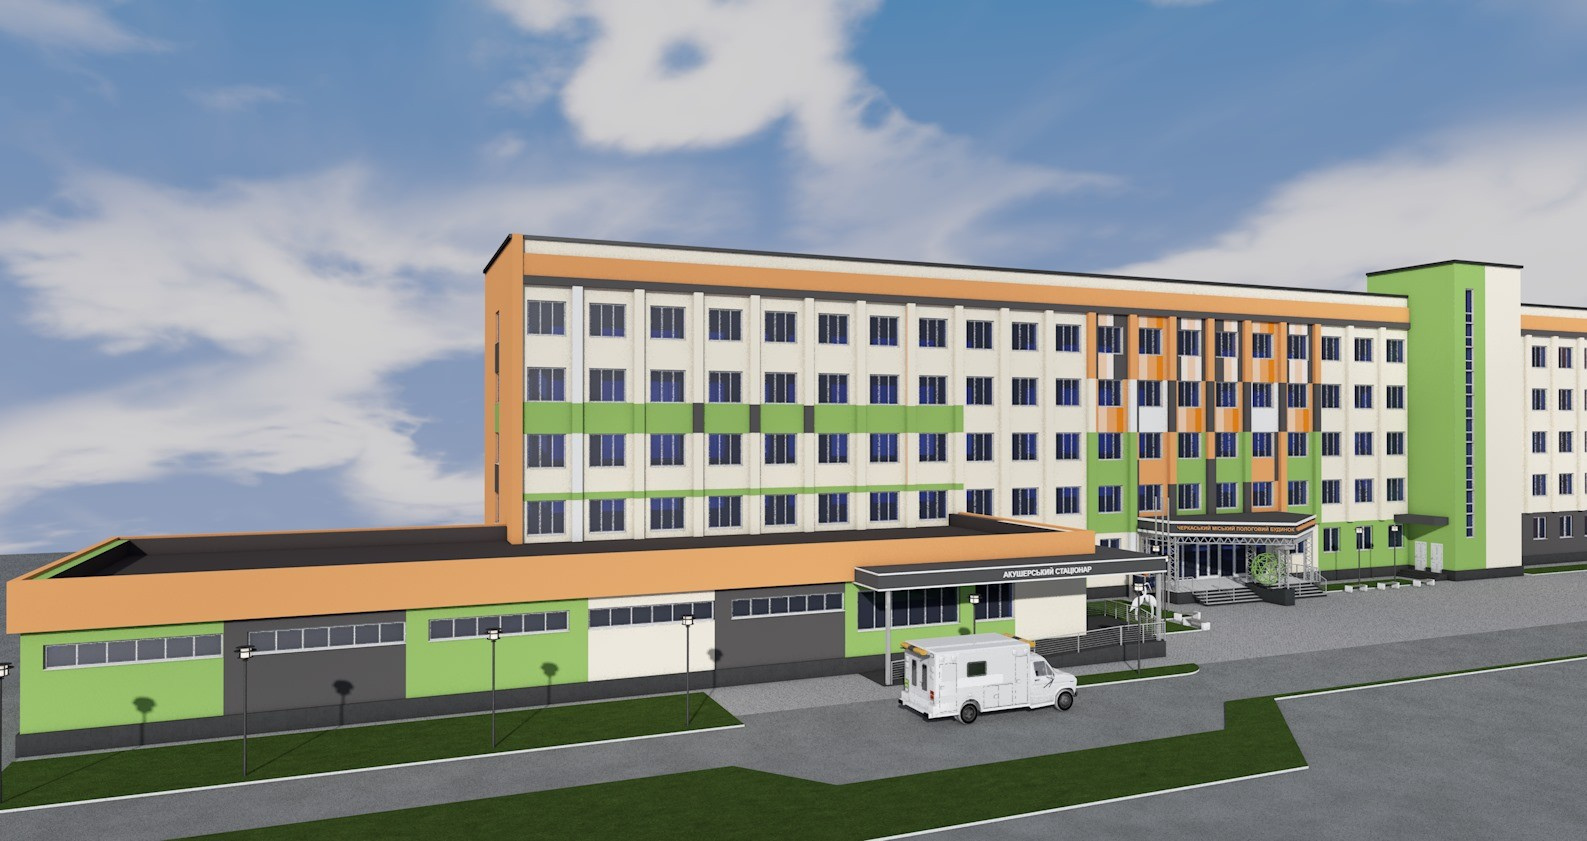 ЧЕРКАСЬКИЙ МІСЬКИЙ ПОЛОГОВИЙ БУДИНОК
АКУШЕРСЬКИЙ СТАЦІОНАР